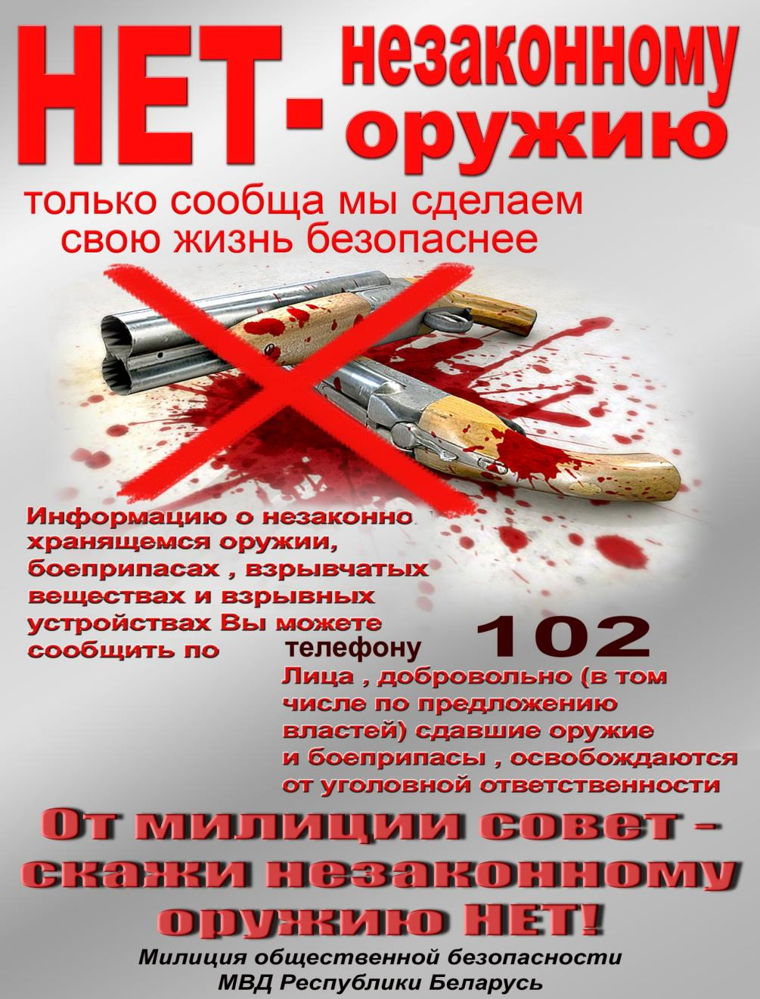 НЕТ- незаконному
оружию
только сообща мы сделаем
свою жизнь безопаснее
Информацию о незаконно
хранящемся оружии,
боеприпасах , взрывчатых
веществах и взрывных
устройствах Вы можете
сообщить по телефону 102
Лица , добровольно (в том
числе по предложению
властей) сдавшие оружие
и боеприпасы , освобождаются
от уголовной ответственности
От милиции совет -
скажи незаконному
оружию НЕТ!
Милиция общественной безопасности
МВД Республики Беларусь